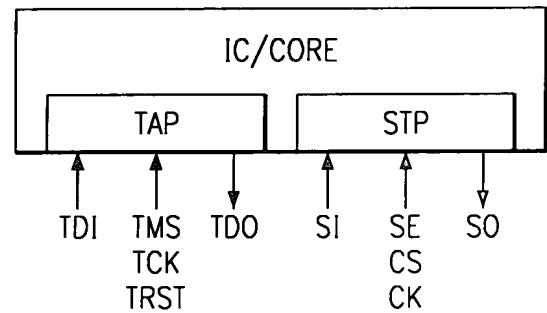 IC/CORE
TAP STP
TDI TMS TDO SI SE SO
TCK CS
TRST CK